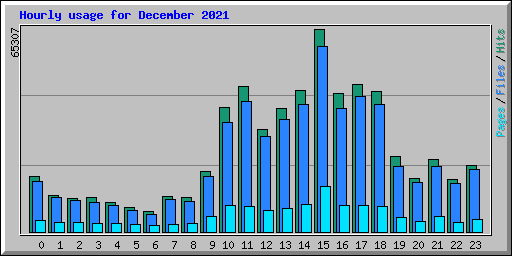 Hourly usage for December 2021
65307
Pages/Files/Hits
0 1 2 3 4 5 6 7 8 9 10 11 12 13 14 15 16 17 18 19 20 21 22 23